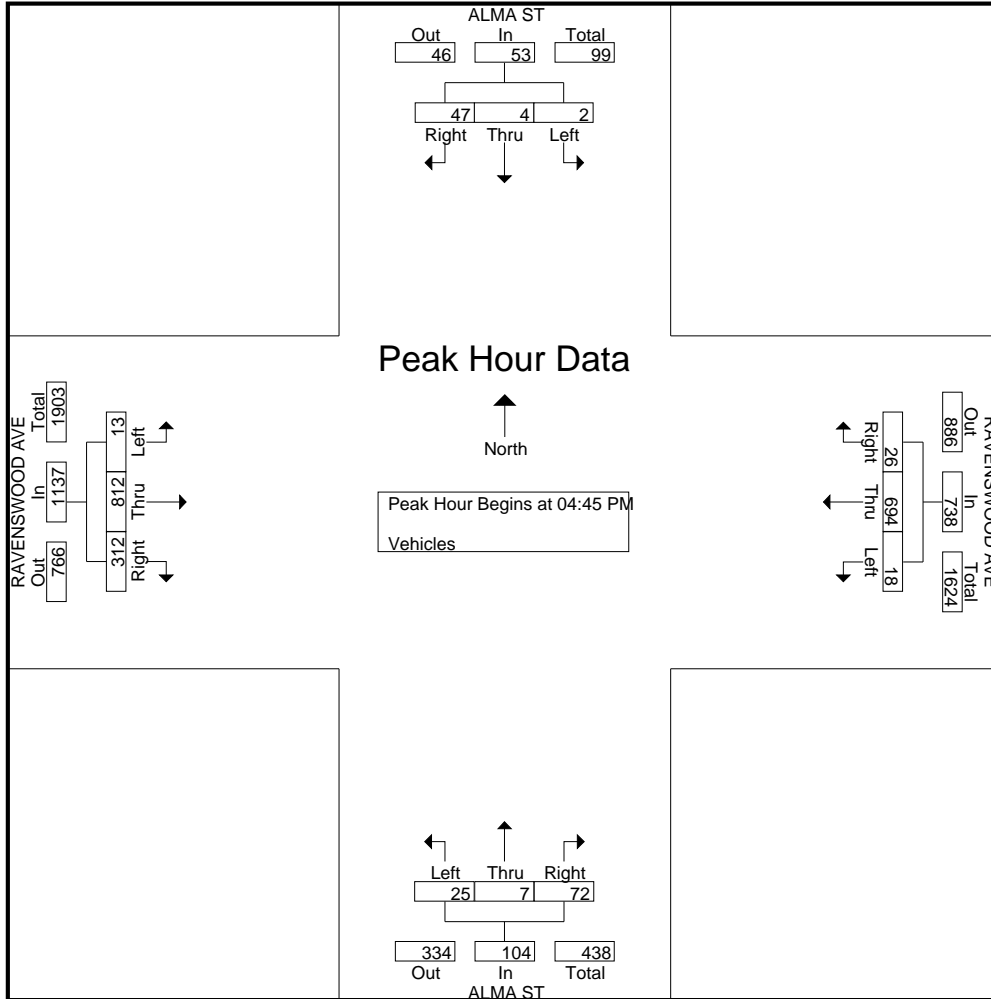 ALMA ST
Out In Total
46 53 99
47 4 2
Right Thru Left
Peak Hour Data
North
Peak Hour Begins at 04:45 PM
Vehicles
RAVENSWOOD AVE
Out In Total
766 1137 1903
312 812 13
Right Thru Left
RAVENSWOOD AVE
Out In Total
886 738 1624
26 694 18
Right Thru Left
Left Thru Right
25 7 72
334 104 438
Out In Total
ALMA ST